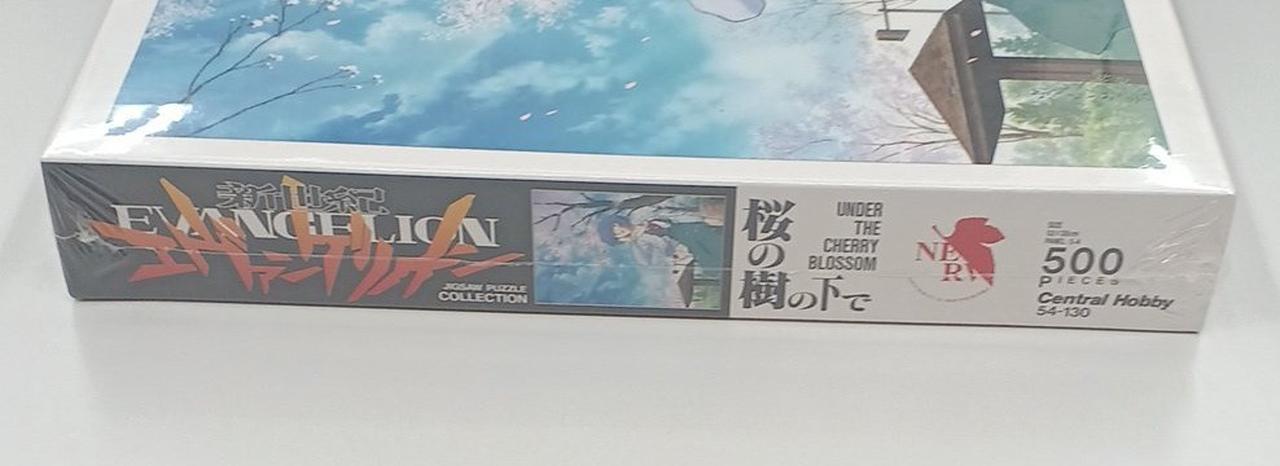 新世紀
EVANGELION
エヴァンゲリオン
JIGSAW PUZZLE
COLLECTION
桜の
樹の下で
UNDER
THE
CHERRY
BLOSSOM
NERV
500
PIECES
Central Hobby
54-130